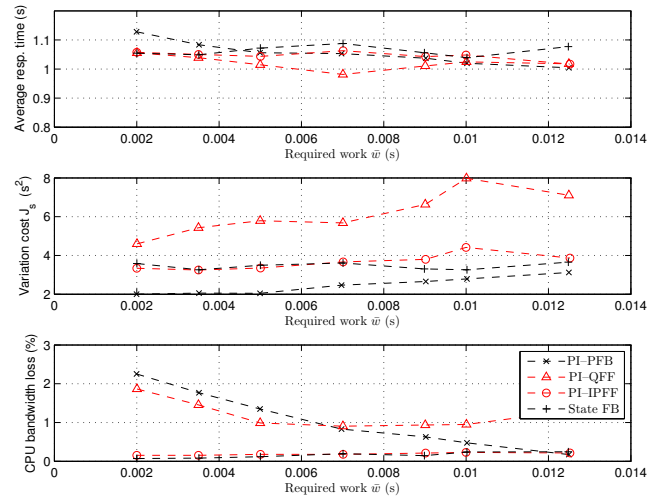 Average resp. time (s)
1.1
1
0.9
0.8
0 0.002 0.004 0.006 0.008 0.01 0.012 0.014
Required work w̄ (s)
Variation cost J_s (s²)
8
6
4
2
0 0.002 0.004 0.006 0.008 0.01 0.012 0.014
Required work w̄ (s)
CPU bandwidth loss (%)
3
2
1
0
PI–PFB
PI–QFF
PI–IPFF
State FB
0 0.002 0.004 0.006 0.008 0.01 0.012 0.014
Required work w̄ (s)